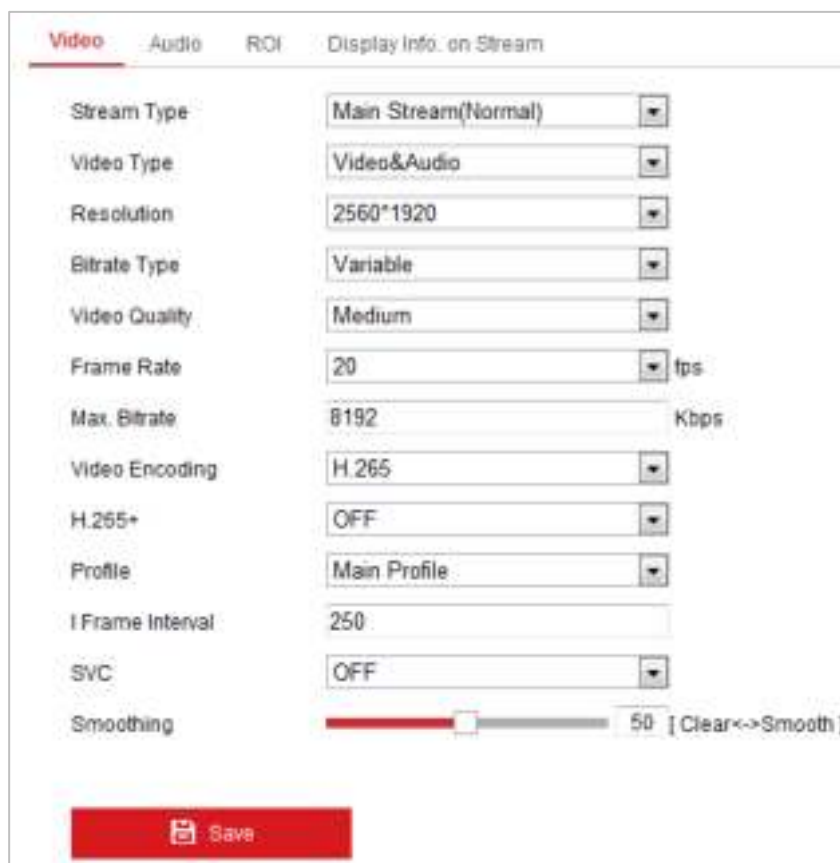 Video Audio ROI Display Info. on Stream
Stream Type Main Stream(Normal)
Video Type Video&Audio
Resolution 2560*1920
Bitrate Type Variable
Video Quality Medium
Frame Rate 20 fps
Max. Bitrate 8192 Kbps
Video Encoding H.265
H.265+ OFF
Profile Main Profile
I Frame Interval 250
SVC OFF
Smoothing 50 [ Clear<->Smooth ]
Save